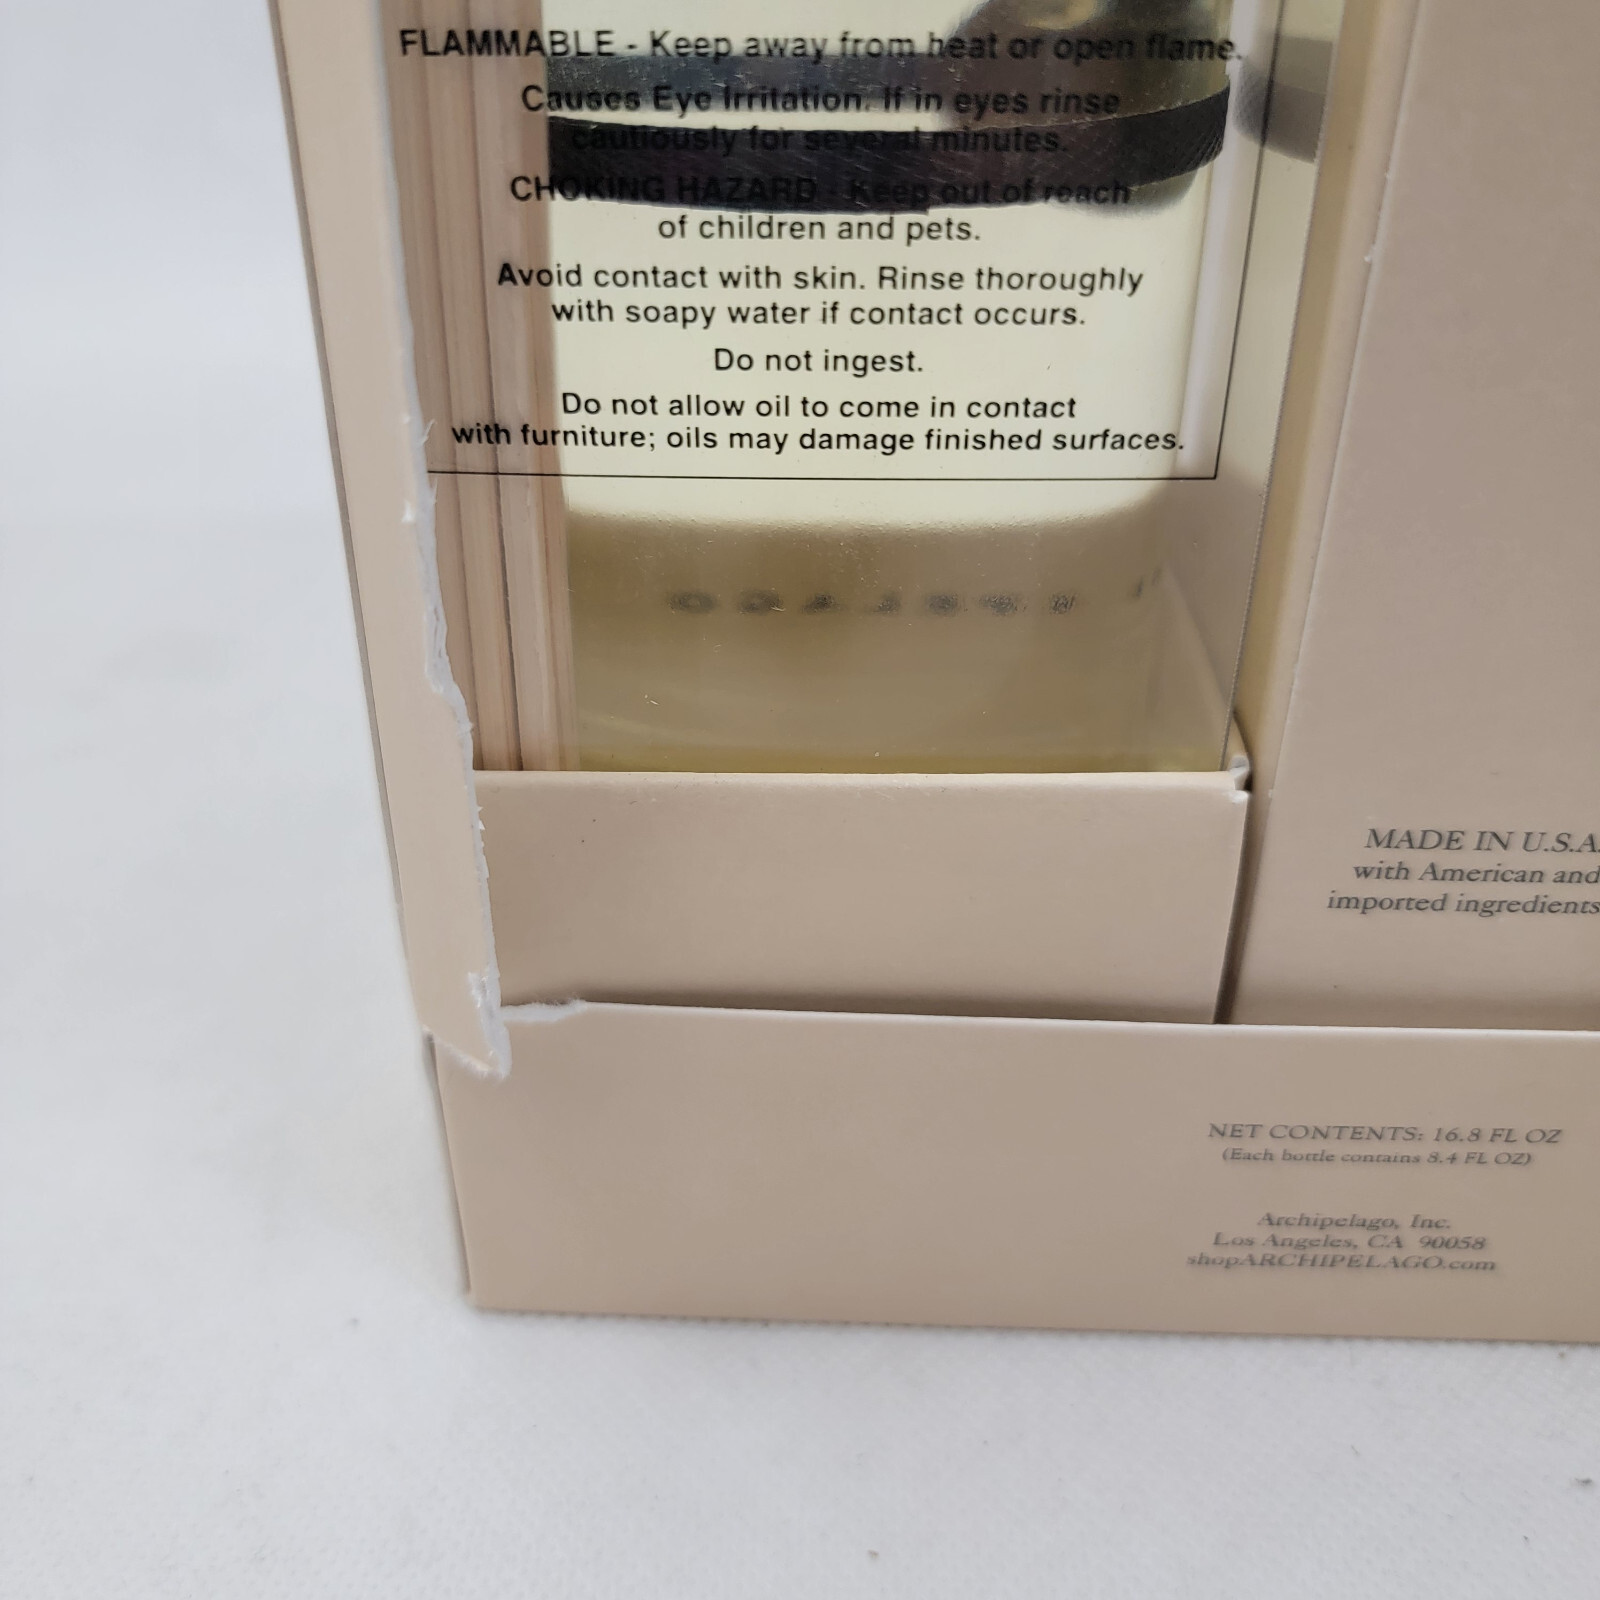 FLAMMABLE - Keep away from heat or open flame.
Causes Eye Irritation. If in eyes rinse
cautiously for several minutes.
CHOKING HAZARD - Keep out of reach
of children and pets.
Avoid contact with skin. Rinse thoroughly
with soapy water if contact occurs.
Do not ingest.
Do not allow oil to come in contact
with furniture; oils may damage finished surfaces.
MADE IN U.S.A.
with American and
imported ingredients
NET CONTENTS: 16.8 FL OZ
(Each bottle contains 8.4 FL OZ)
Archipelago, Inc.
Los Angeles, CA 90058
shopARCHIPELAGO.com